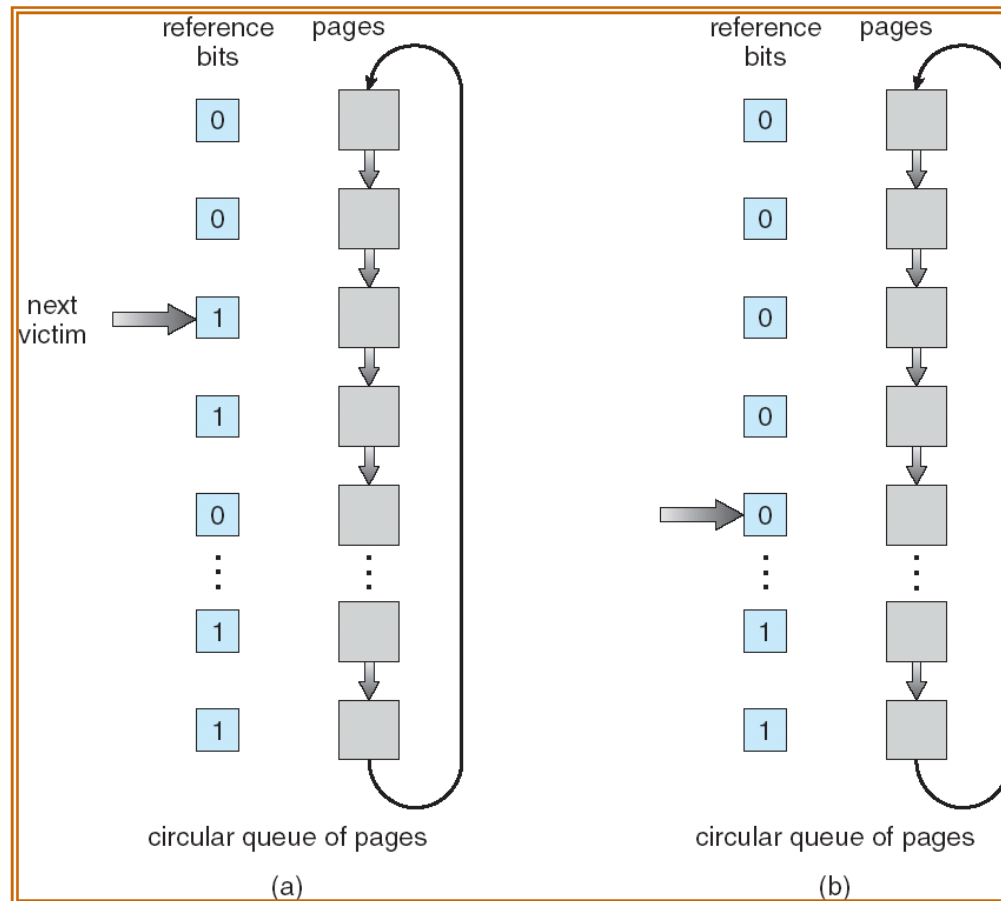 reference bits
pages
0
0
next victim
1
1
0
1
1
circular queue of pages
(a)
reference bits
pages
0
0
0
0
0
1
1
circular queue of pages
(b)